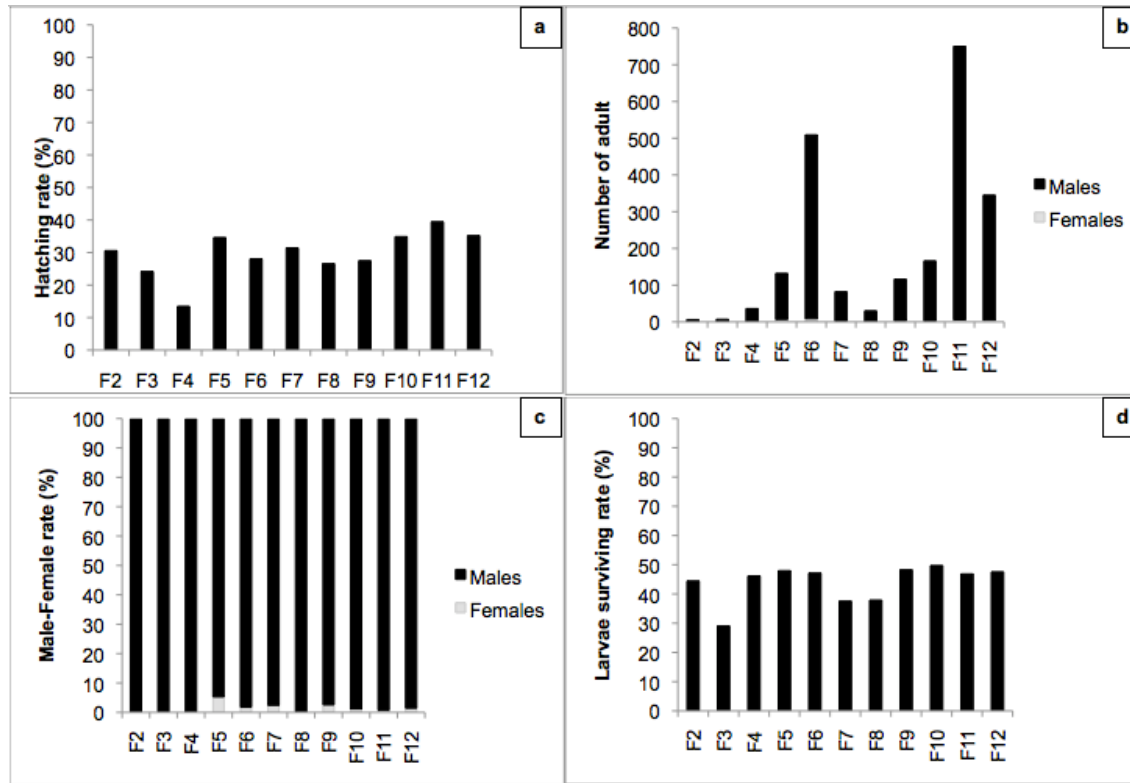 a
Hatching rate (%)
100
90
80
70
60
50
40
30
20
10
0
F2 F3 F4 F5 F6 F7 F8 F9 F10 F11 F12
b
Number of adult
800
700
600
500
400
300
200
100
0
F2 F3 F4 F5 F6 F7 F8 F9 F10 F11 F12
Males
Females
c
Male-Female rate (%)
100
90
80
70
60
50
40
30
20
10
0
F2 F3 F4 F5 F6 F7 F8 F9 F10 F11 F12
Males
Females
d
Larvae surviving rate (%)
100
90
80
70
60
50
40
30
20
10
0
F2 F3 F4 F5 F6 F7 F8 F9 F10 F11 F12